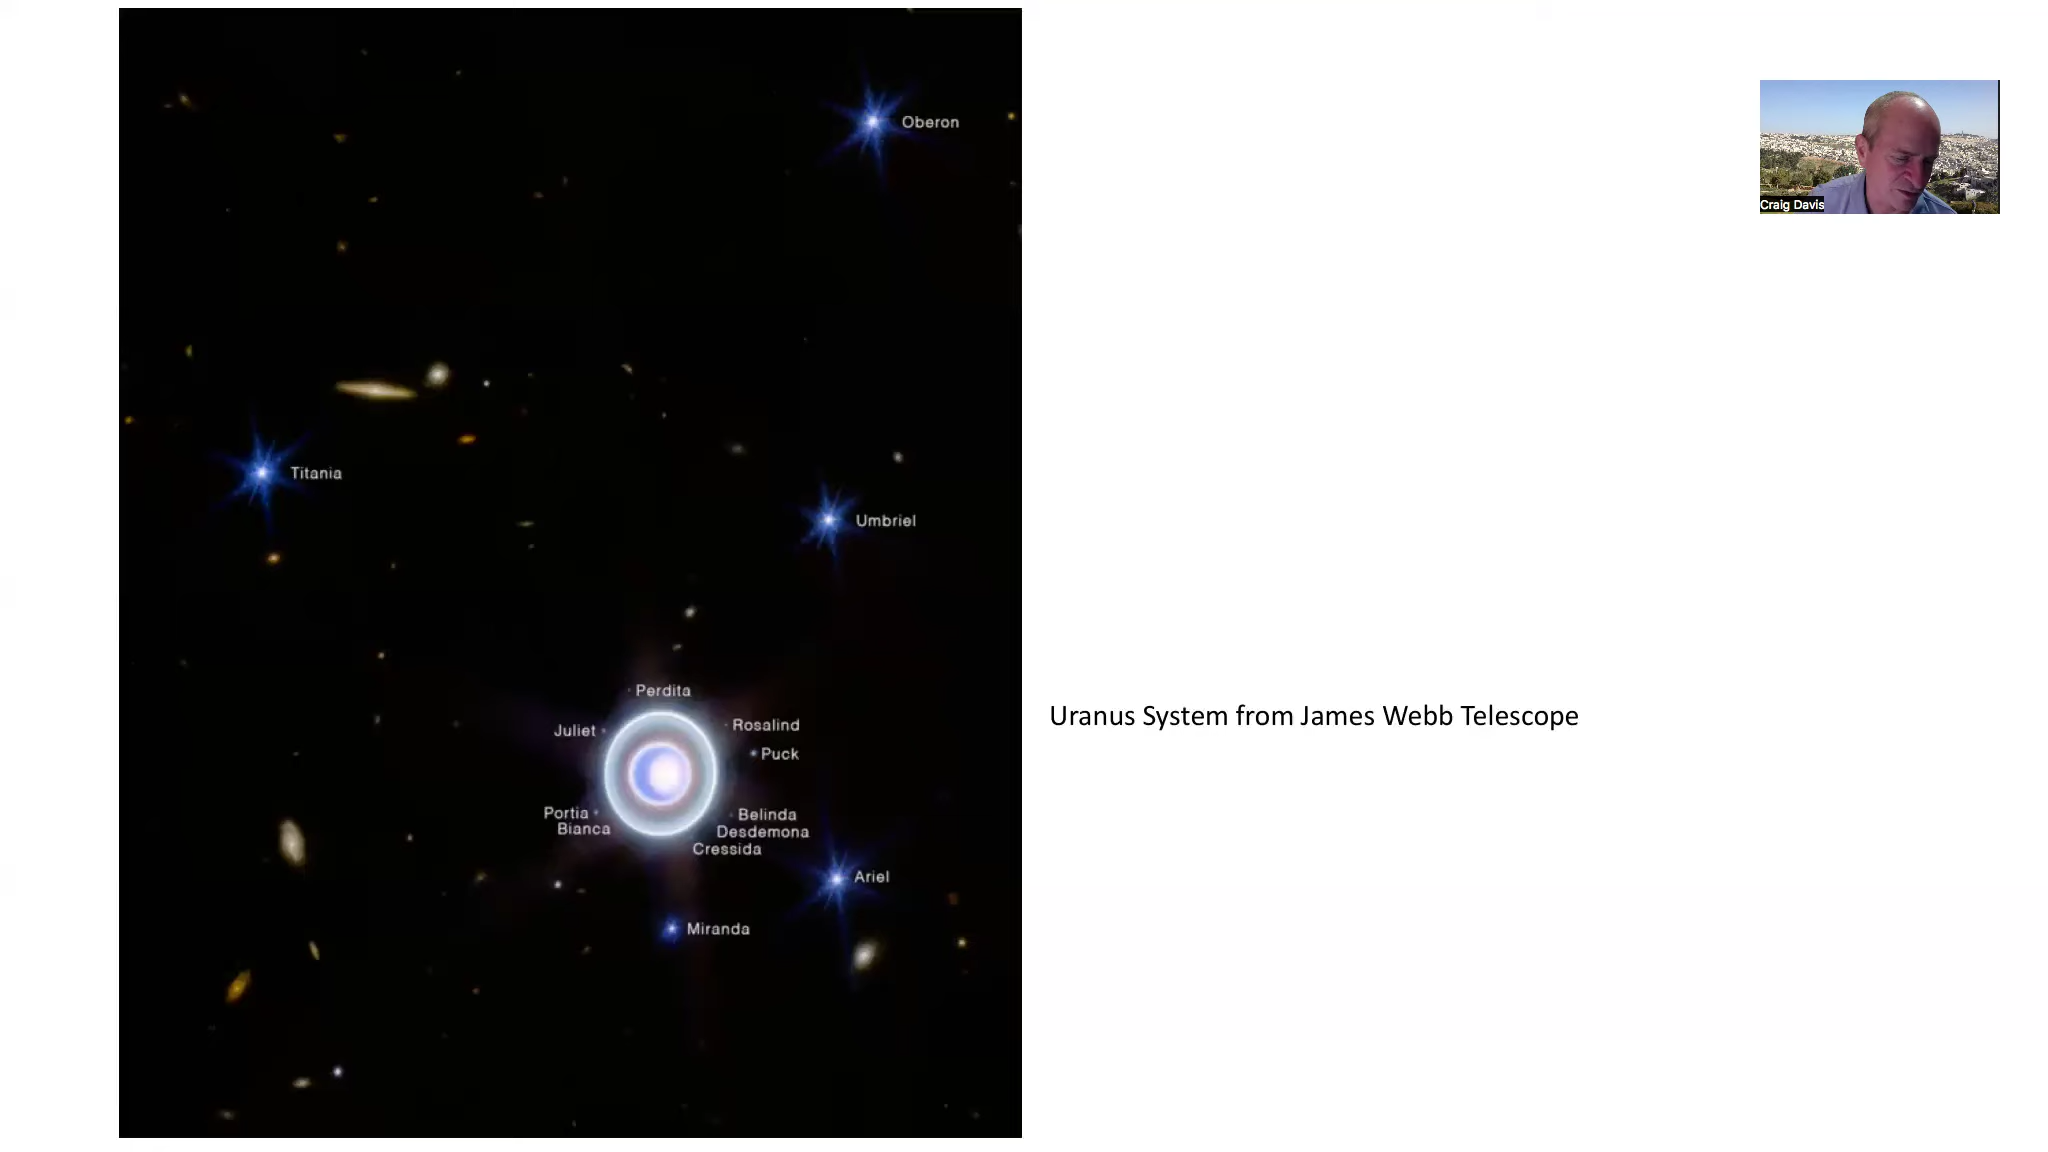 Oberon
Craig Davis
Titania
Umbriel
Perdita
Juliet
Rosalind
Uranus System from James Webb Telescope
Puck
Portia
Belinda
Bianca
Desdemona
Cressida
Ariel
Miranda